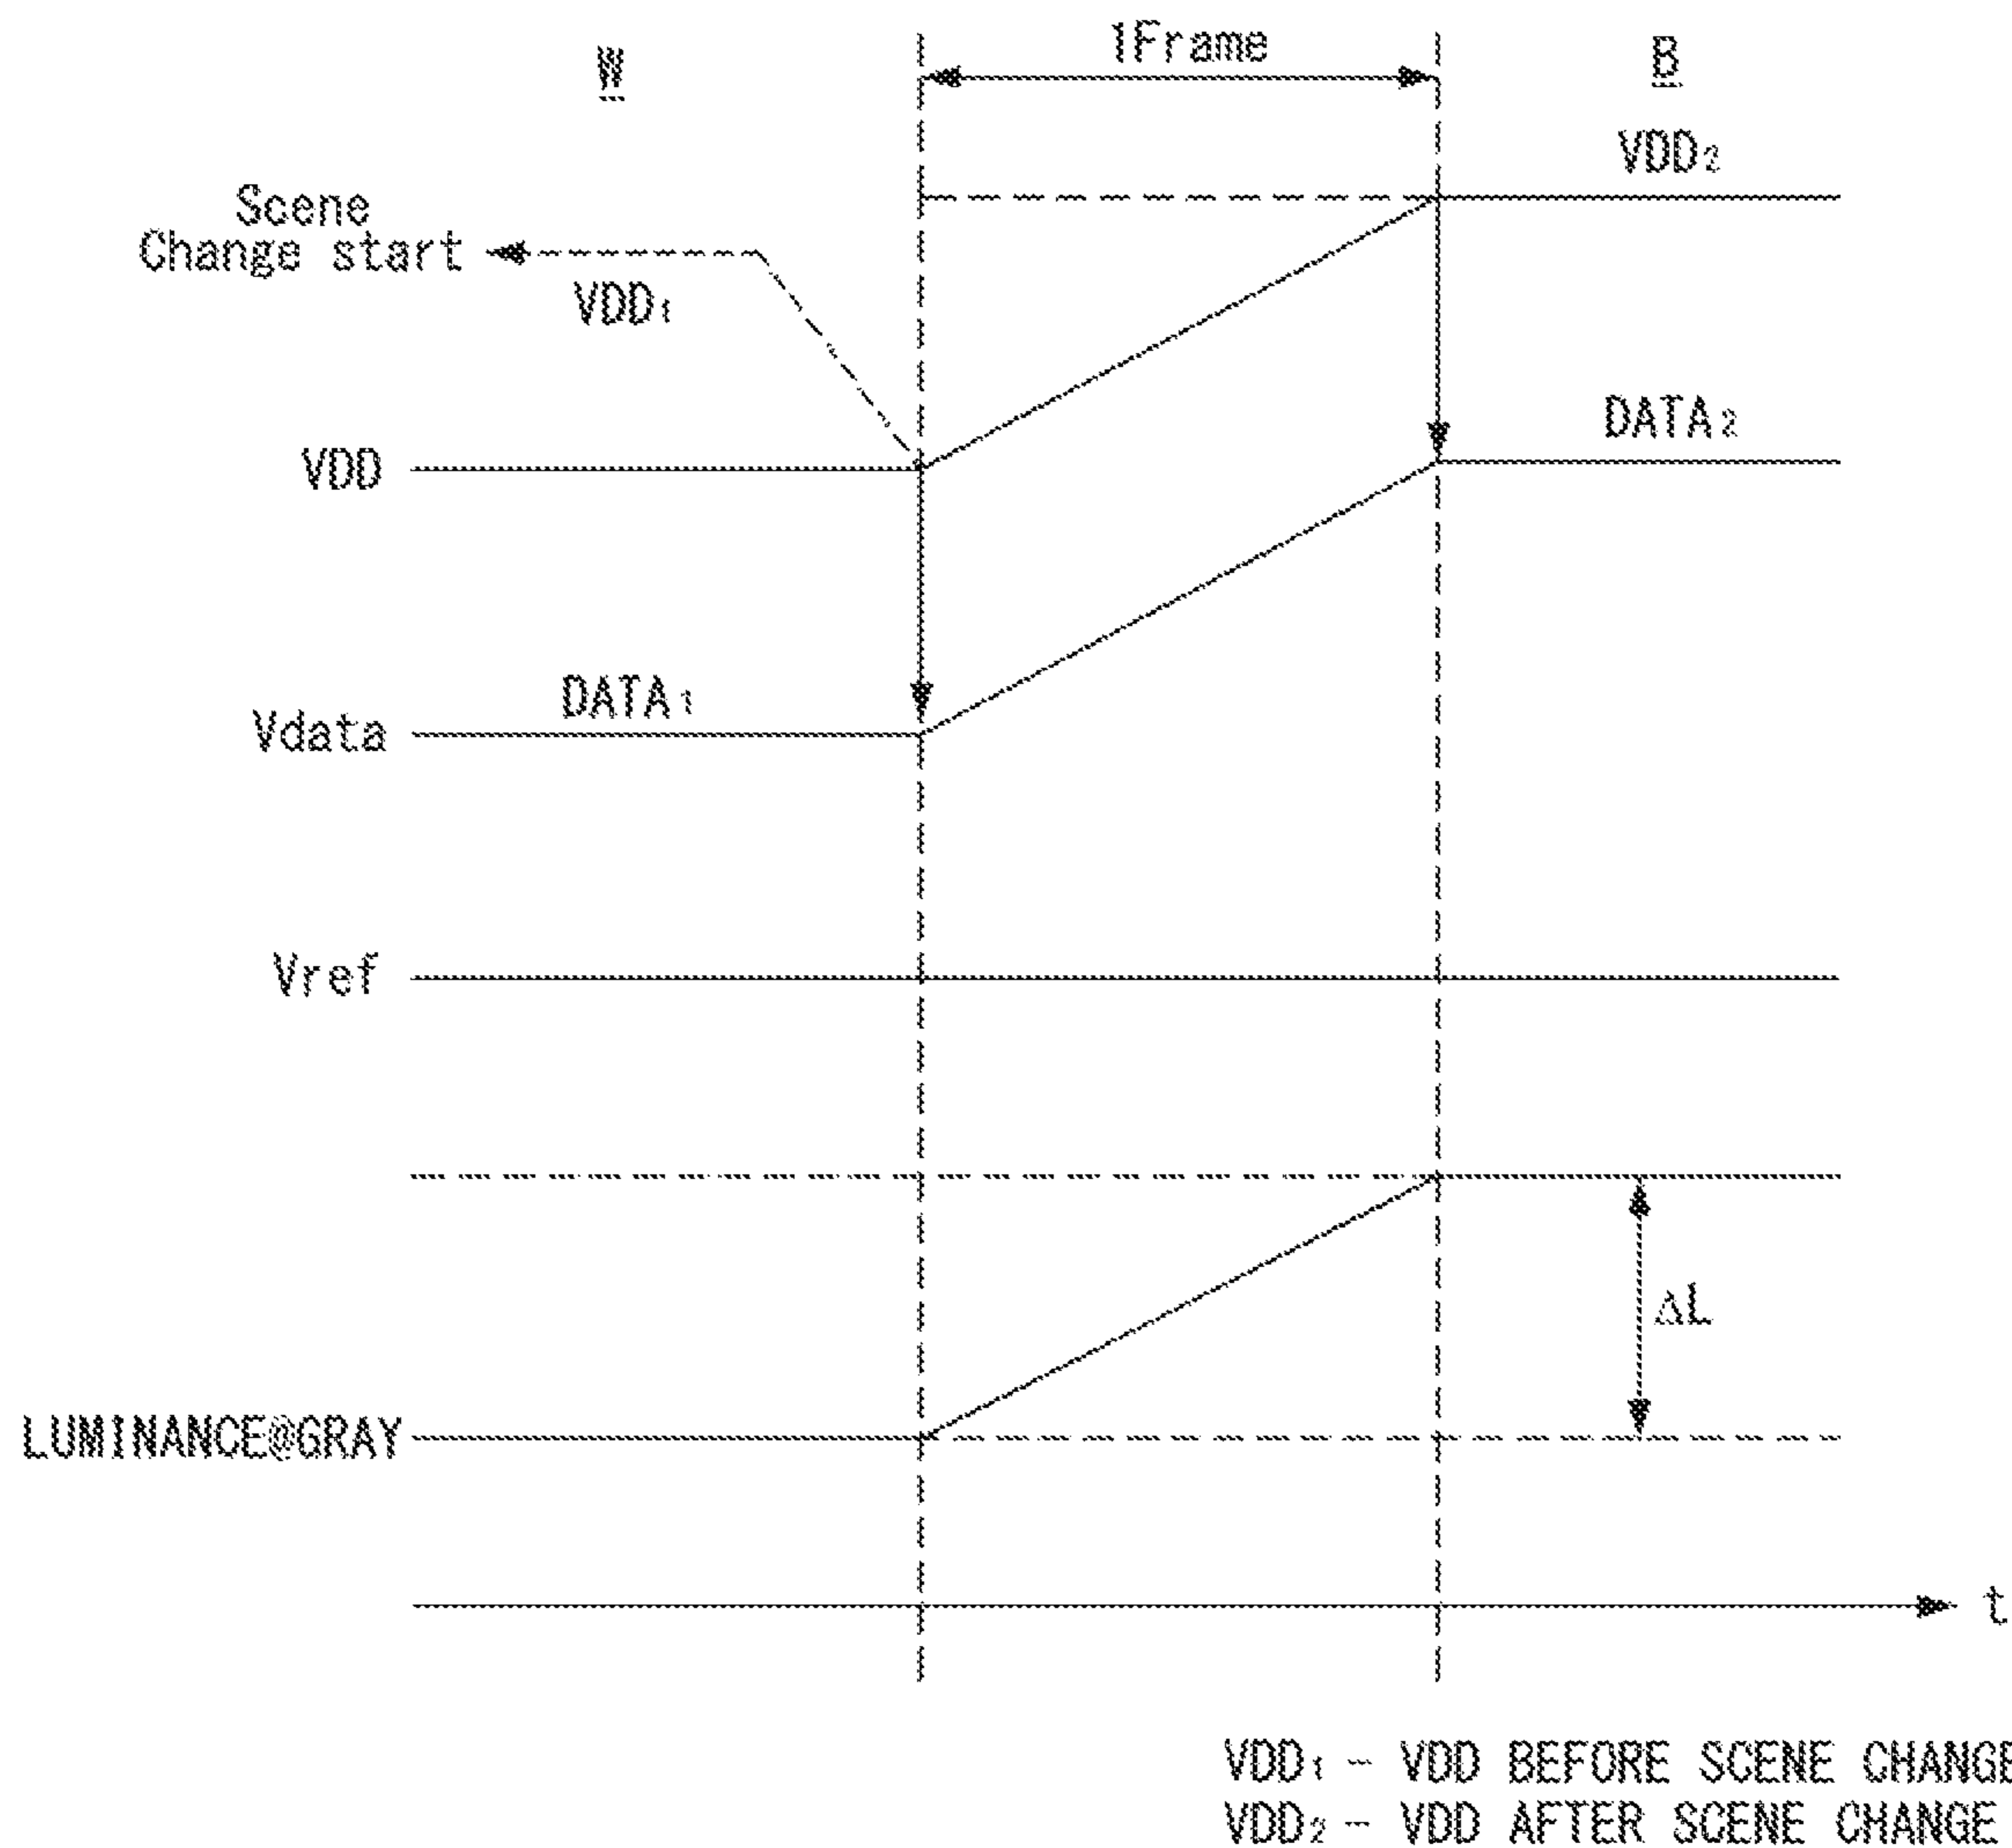 W
1Frame
B
VDD₂
Scene
Change start
VDD₁
DATA₂
VDD
DATA₁
Vdata
Vref
ΔL
LUMINANCE@GRAY
t
VDD₁ - VDD BEFORE SCENE CHANGE
VDD₂ - VDD AFTER SCENE CHANGE